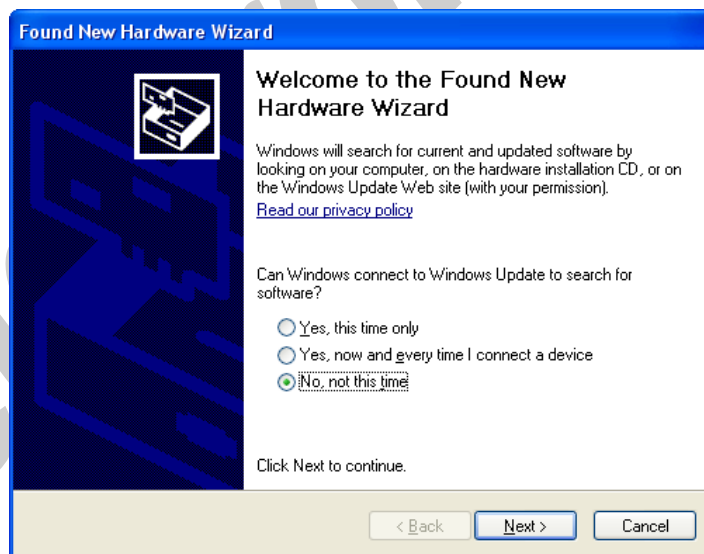 Found New Hardware Wizard
Welcome to the Found New
Hardware Wizard
Windows will search for current and updated software by
looking on your computer, on the hardware installation CD, or on
the Windows Update Web site (with your permission).
Read our privacy policy
Can Windows connect to Windows Update to search for
software?
Yes, this time only
Yes, now and every time I connect a device
No, not this time
Click Next to continue.
< Back Next > Cancel